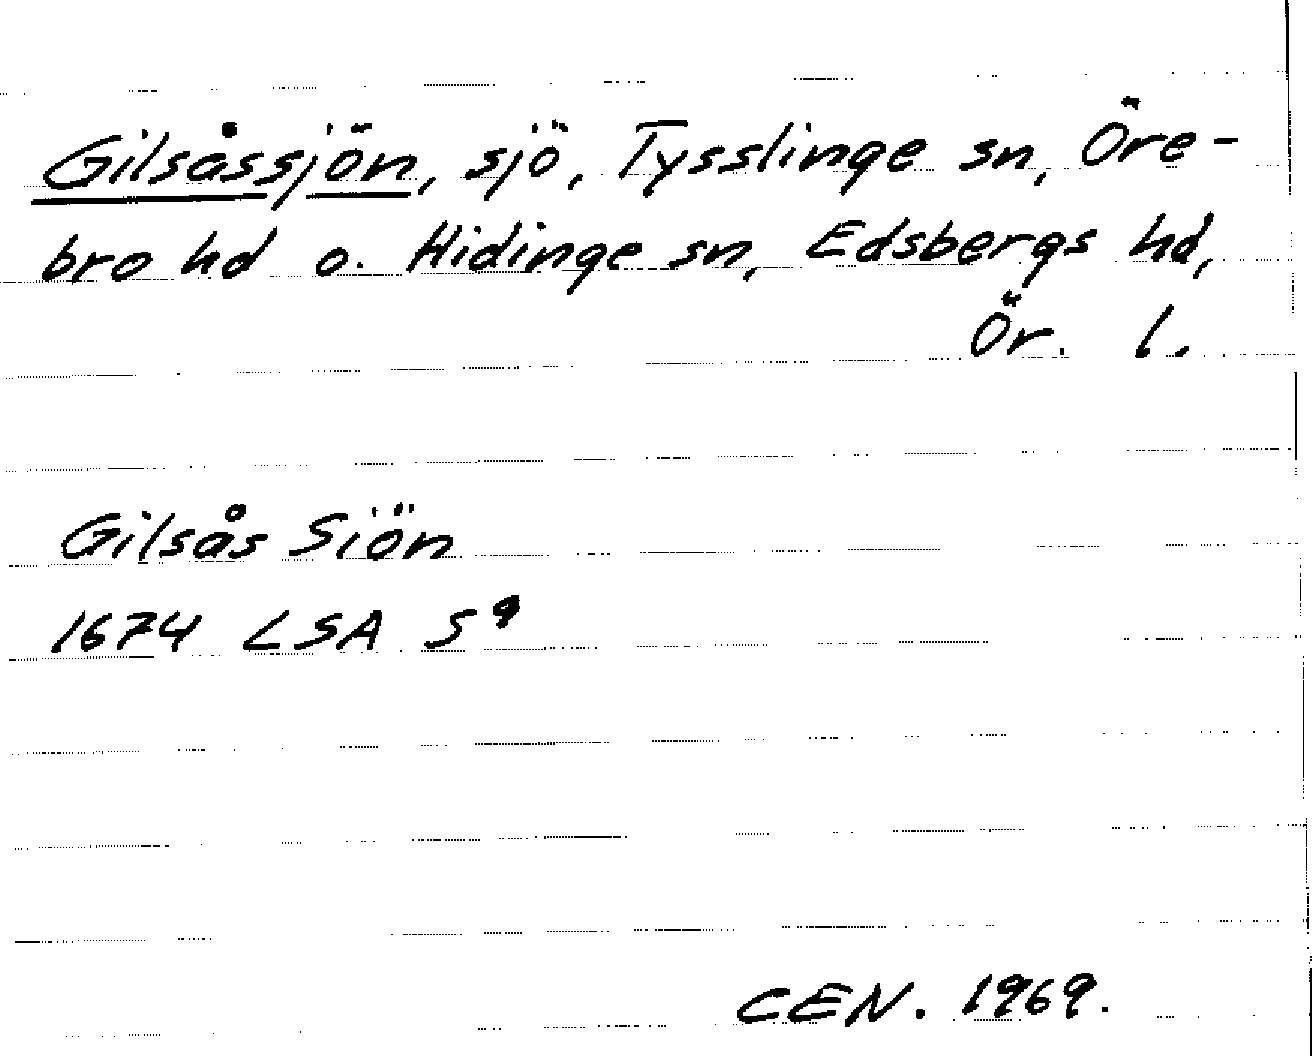 Gilsåssjön, sjö, Tysslinge sn, Öre-
bro hd o. Hidinge sn, Edsbergs hd,
Ör. l.
Gilsås Siön
1674 LSA S⁹
CEN. 1969.